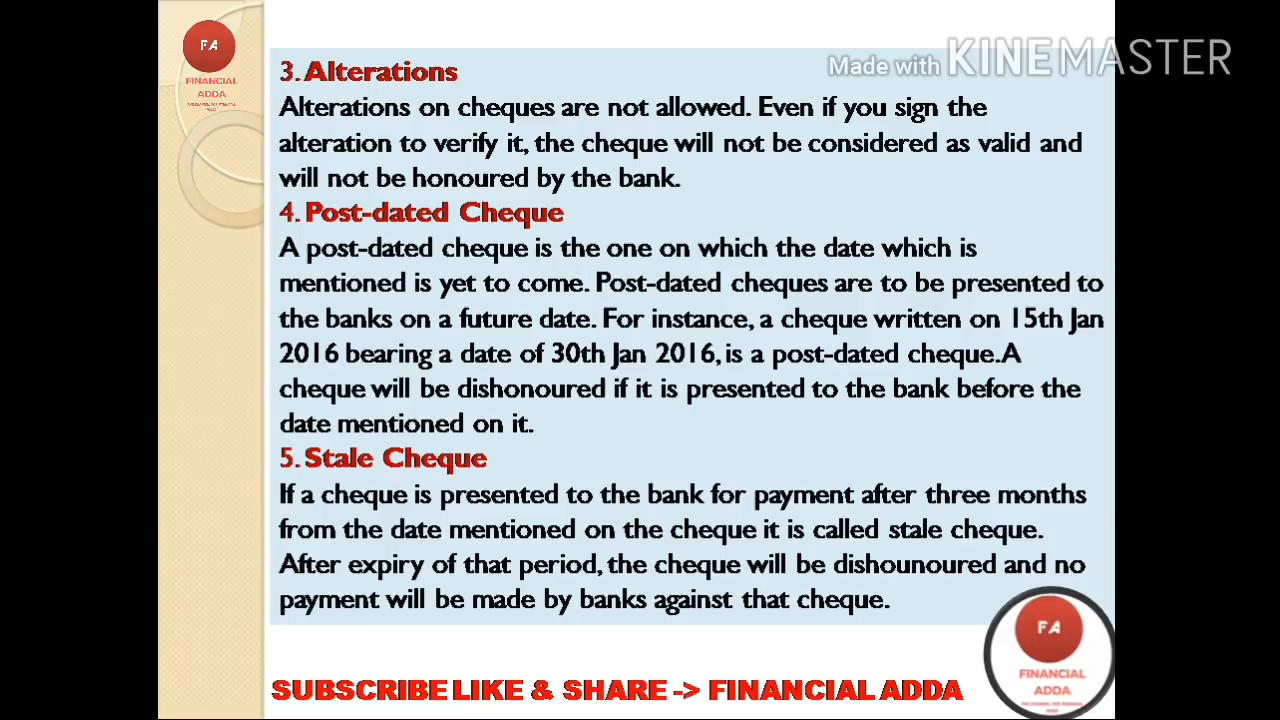 FA
FINANCIAL
ADDA
Made with KINEMASTER
3. Alterations
Alterations on cheques are not allowed. Even if you sign the
alteration to verify it, the cheque will not be considered as valid and
will not be honoured by the bank.
4. Post-dated Cheque
A post-dated cheque is the one on which the date which is
mentioned is yet to come. Post-dated cheques are to be presented to
the banks on a future date. For instance, a cheque written on 15th Jan
2016 bearing a date of 30th Jan 2016, is a post-dated cheque. A
cheque will be dishonoured if it is presented to the bank before the
date mentioned on it.
5. Stale Cheque
If a cheque is presented to the bank for payment after three months
from the date mentioned on the cheque it is called stale cheque.
After expiry of that period, the cheque will be dishounoured and no
payment will be made by banks against that cheque.
FA
FINANCIAL
ADDA
SUBSCRIBE LIKE & SHARE -> FINANCIAL ADDA